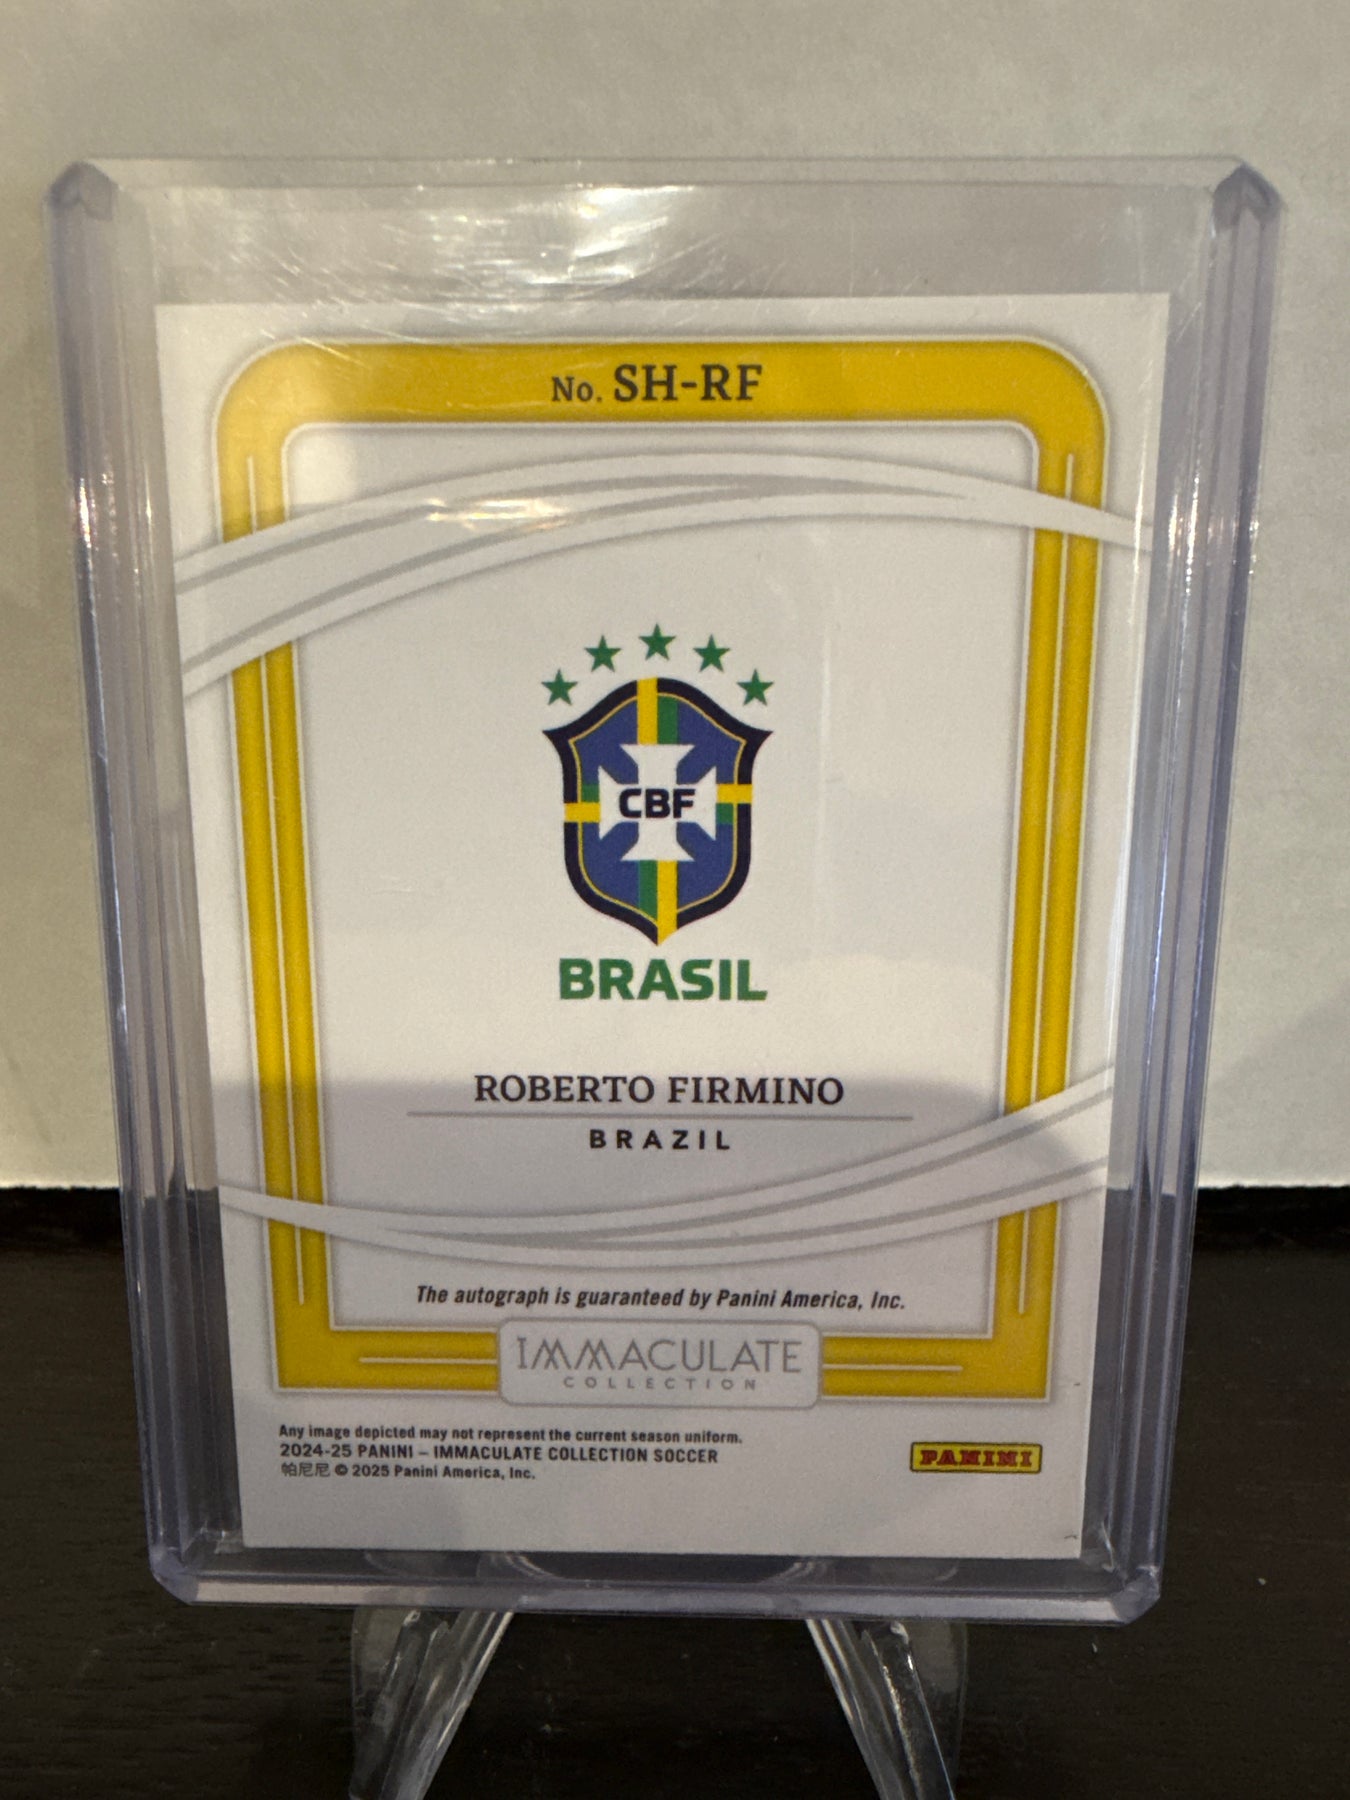 No. SH-RF
CBF
BRASIL
ROBERTO FIRMINO
BRAZIL
The autograph is guaranteed by Panini America, Inc.
IMMACULATE
COLLECTION
Any image depicted may not represent the current season uniform.
2024-25 PANINI – IMMACULATE COLLECTION SOCCER
帕尼尼 © 2025 Panini America, Inc.
PANINI